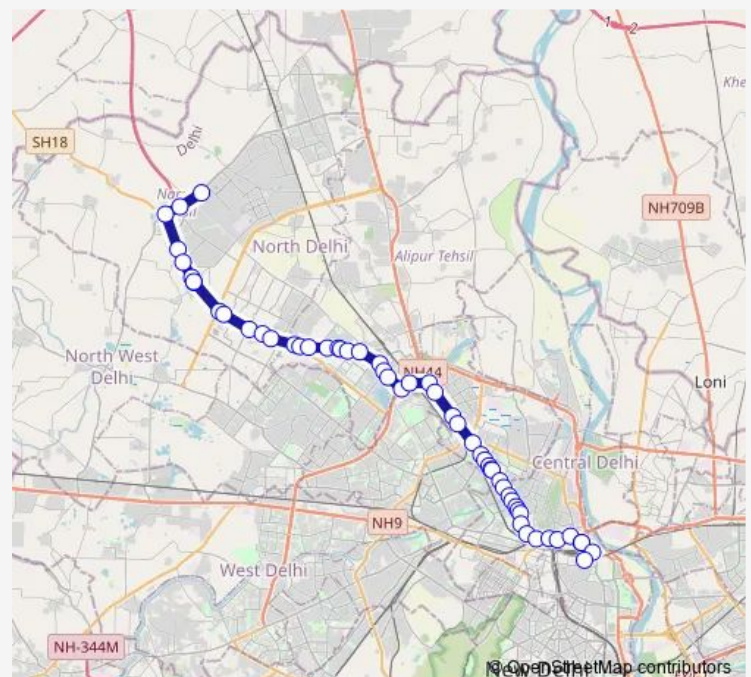 1
2
Khe
SH18
Delhi
NH709B
North Delhi
Alipur Tehsil
North West
Delhi
NH44
Loni
Central Delhi
NH9
West Delhi
NH-344M
© OpenStreetMap contributors